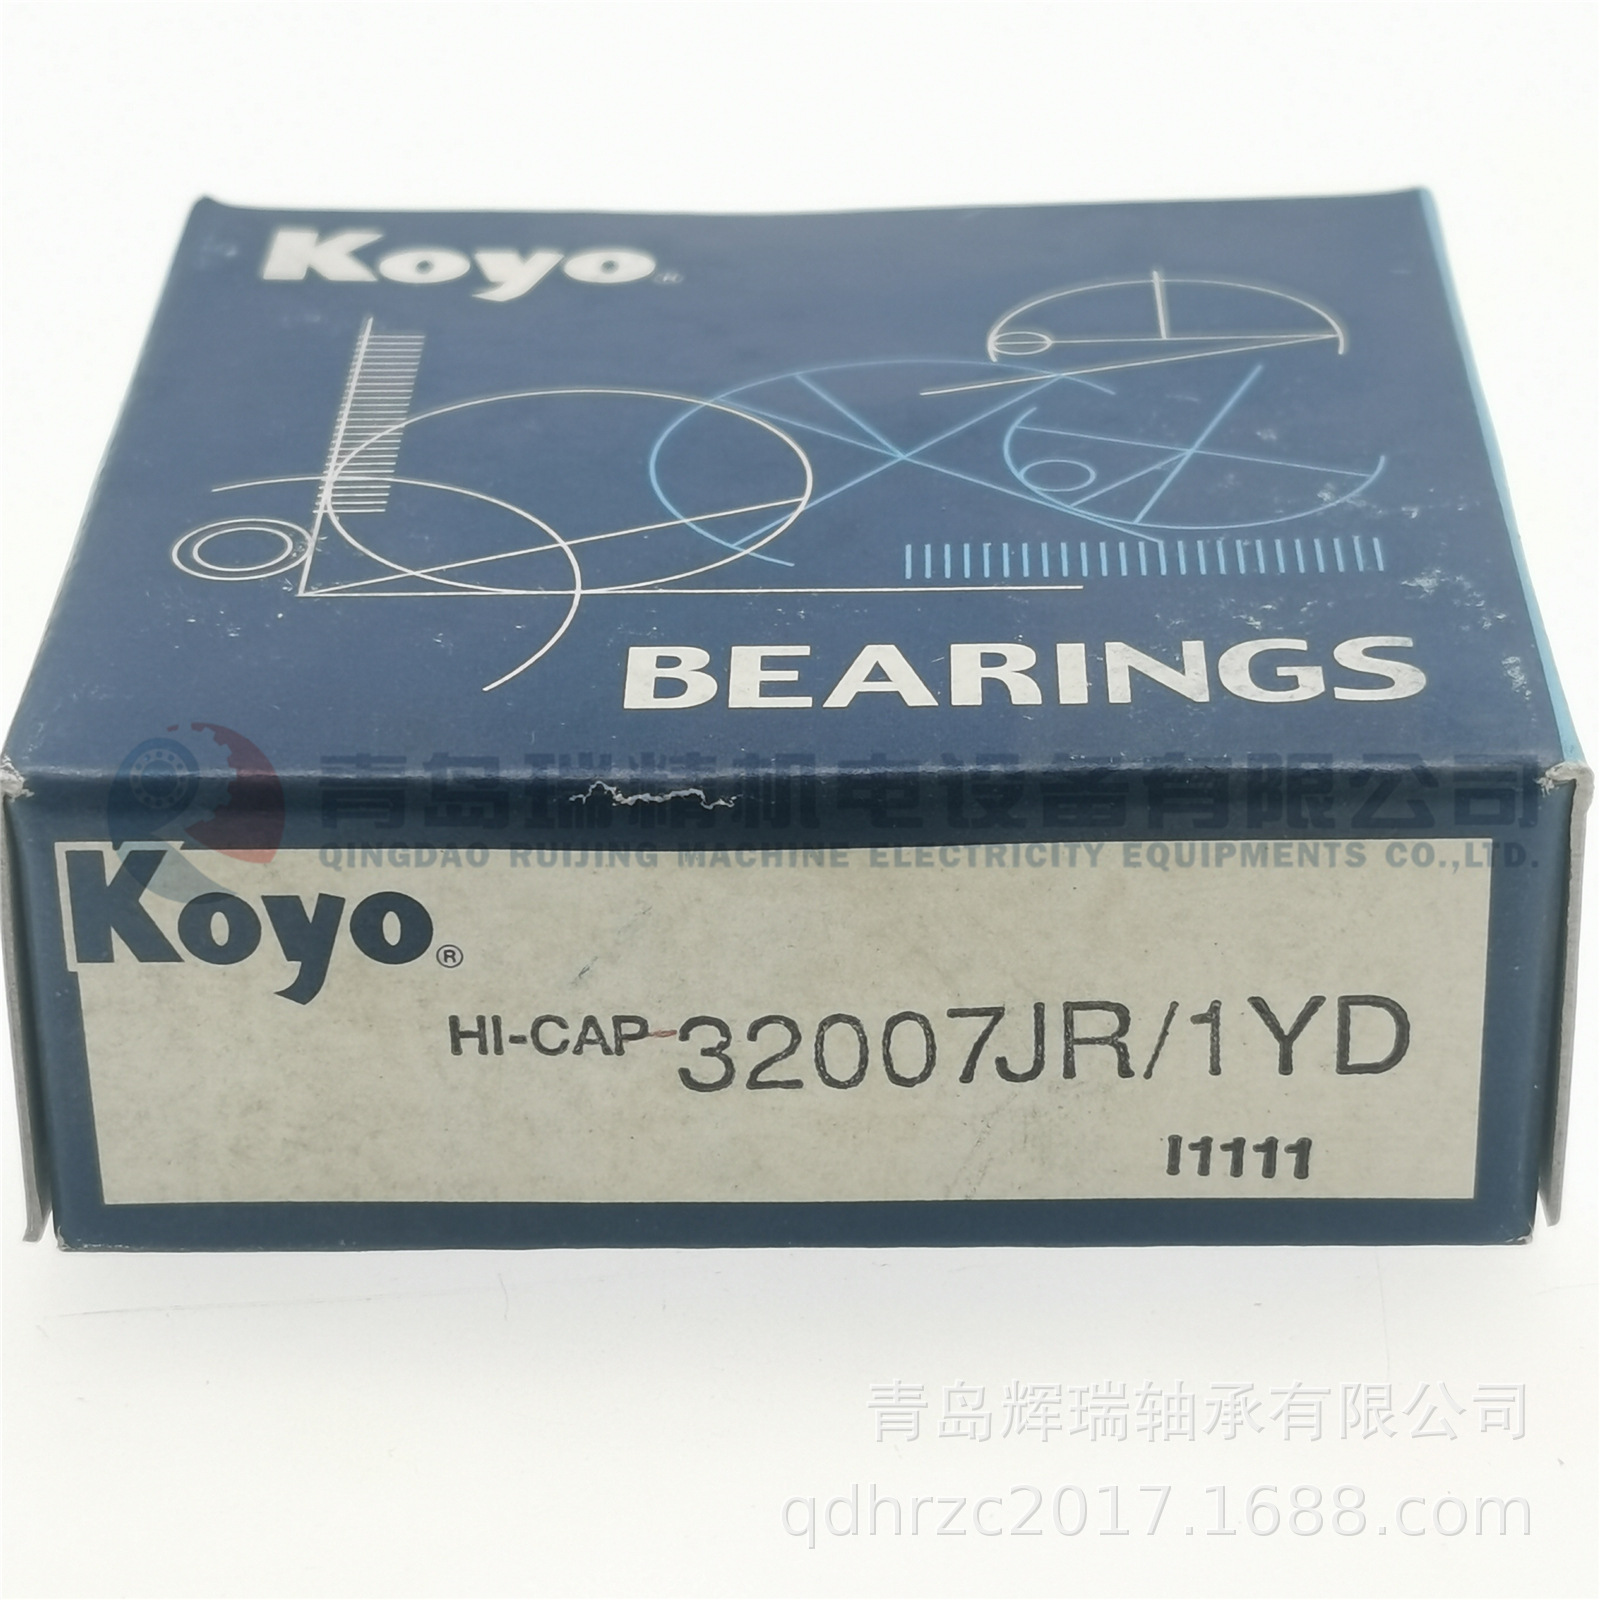 Koyo®
BEARINGS
青岛瑞精机电设备有限公司
QINGDAO RUIJING MACHINE ELECTRICITY EQUIPMENTS CO.,LTD.
Koyo®
HI-CAP 32007JR/1YD
I1111
青岛辉瑞轴承有限公司
qdhrzc2017.1688.com